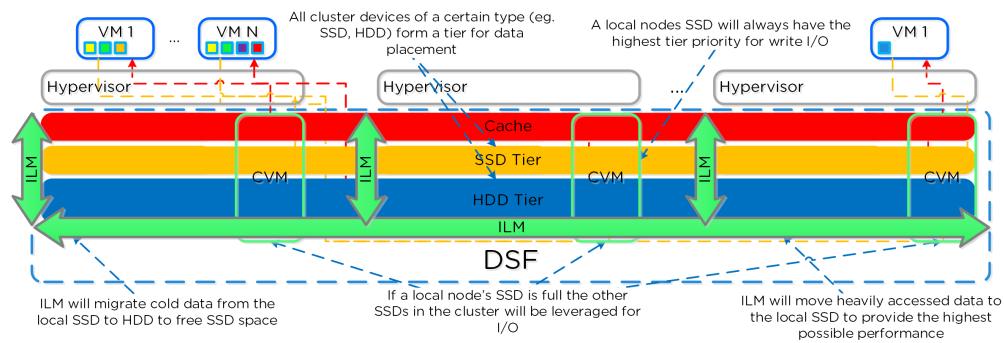 All cluster devices of a certain type (eg.
SSD, HDD) form a tier for data
placement
A local nodes SSD will always have the
highest tier priority for write I/O
VM 1
...
VM N
VM 1
Hypervisor
Hypervisor
....
Hypervisor
Cache
SSD Tier
HDD Tier
ILM
ILM
ILM
CVM
CVM
CVM
ILM
DSF
ILM will migrate cold data from the
local SSD to HDD to free SSD space
If a local node's SSD is full the other
SSDs in the cluster will be leveraged for
I/O
ILM will move heavily accessed data to
the local SSD to provide the highest
possible performance